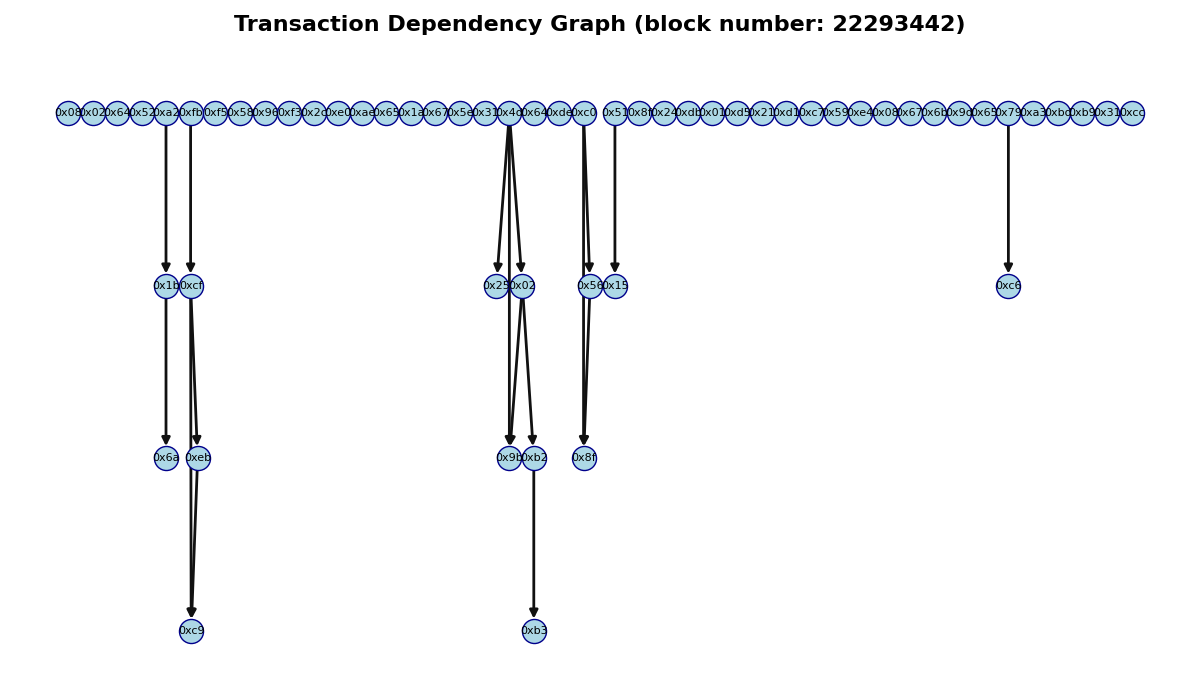 Transaction Dependency Graph (block number: 22293442)
0x08 0x02 0x64 0x52 0xa2 0xfb 0xf5 0x58 0x96 0xf3 0x2c 0xe0 0xae 0x65 0x1a 0x67 0x5e 0x31 0x4c 0x64 0xde 0xc0 0x51 0x8f 0x24 0xdb 0x01 0xd5 0x21 0xd1 0xc7 0x59 0xe4 0x08 0x67 0x6b 0x9d 0x65 0x79 0xa3 0xb9 0x31 0xcc
0x1b 0xcf 0x25 0x02 0x56 0x15 0xc6
0x6a 0xeb 0x9b 0xb2 0x8f
0xc9 0xb3